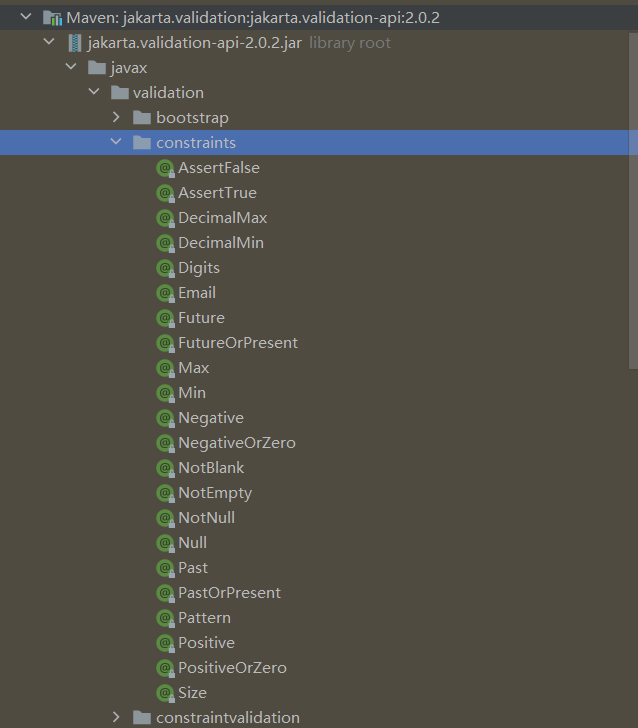 Maven: jakarta.validation:jakarta.validation-api:2.0.2
jakarta.validation-api-2.0.2.jar library root
javax
validation
bootstrap
constraints
AssertFalse
AssertTrue
DecimalMax
DecimalMin
Digits
Email
Future
FutureOrPresent
Max
Min
Negative
NegativeOrZero
NotBlank
NotEmpty
NotNull
Null
Past
PastOrPresent
Pattern
Positive
PositiveOrZero
Size
constraintvalidation